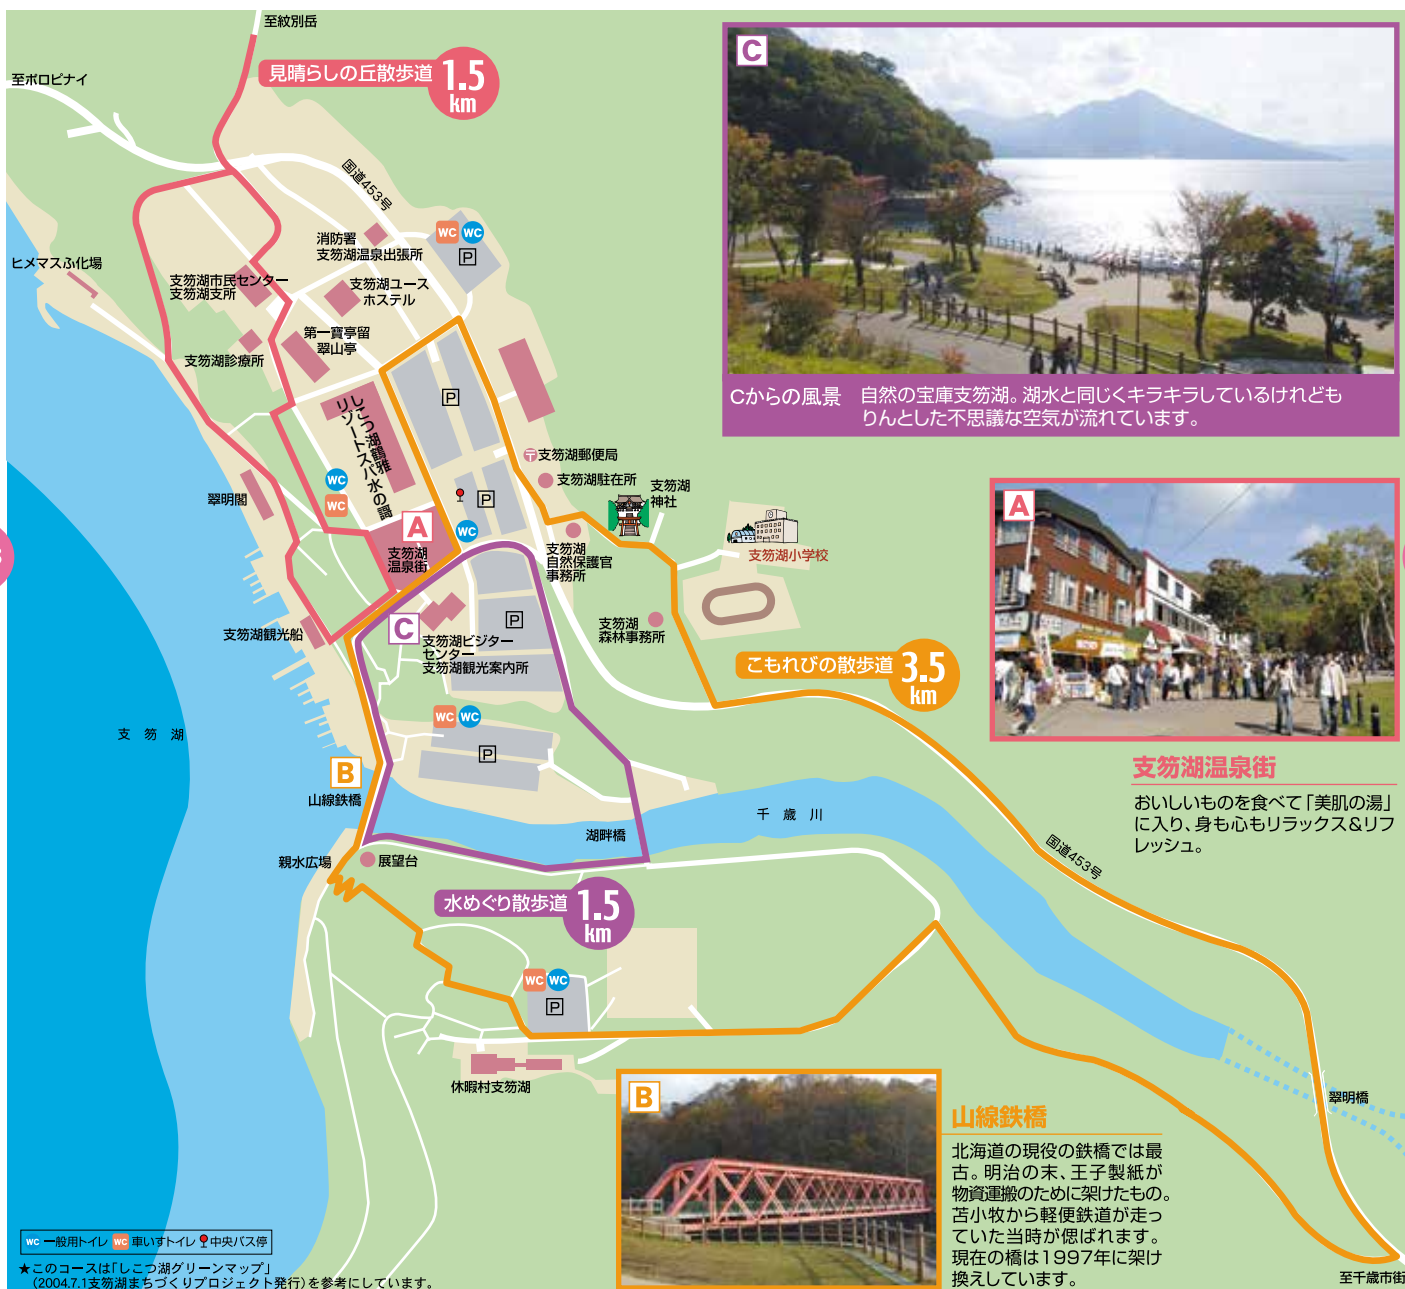 至紋別岳
至ポロピナイ
見晴らしの丘散歩道 1.5
km
国道453号
消防署
支笏湖温泉出張所
WC WC
P
ヒメマスふ化場
支笏湖市民センター
支笏湖支所
支笏湖ユース
ホステル
第一寶亭留
翠山亭
支笏湖診療所
P
しこつ湖鶴雅
リゾートスパ水の謌
〒支笏湖郵便局
支笏湖駐在所
WC
WC
P
翠明閣
A
支笏湖
温泉街
WC
支笏湖
神社
支笏湖
自然保護官
事務所
支笏湖小学校
支笏湖観光船
C
支笏湖ビジター
センター
支笏湖観光案内所
P
支笏湖
森林事務所
こもれびの散歩道 3.5
km
WC WC
P
支笏湖
B
山線鉄橋
千歳川
湖畔橋
親水広場
展望台
国道453号
水めぐり散歩道 1.5
km
WC WC
P
休暇村支笏湖
翠明橋
至千歳市街
C
Cからの風景 自然の宝庫支笏湖。湖水と同じくキラキラしているけれども
りんとした不思議な空気が流れています。
A
支笏湖温泉街
おいしいものを食べて「美肌の湯」
に入り、身も心もリラックス&リフ
レッシュ。
B
山線鉄橋
北海道の現役の鉄橋では最
古。明治の末、王子製紙が
物資運搬のために架けたもの。
苫小牧から軽便鉄道が走っ
ていた当時が偲ばれます。
現在の橋は1997年に架け
換えしています。
WC 一般用トイレ WC 車いすトイレ 中央バス停
★このコースは「しこつ湖グリーンマップ」
(2004.7.1支笏湖まちづくりプロジェクト発行)を参考にしています。